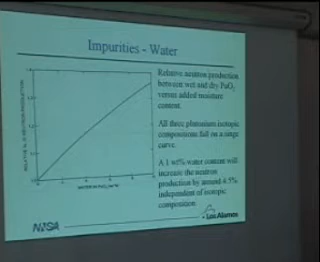 Impurities - Water
Relative neutron production
between wet and dry PuO2
versus added moisture
content.
All three plutonium isotopic
compositions fall on a single
curve.
A 1 wt% water content will
increase the neutron
production by around 4.5%
independent of isotopic
composition.
Los Alamos